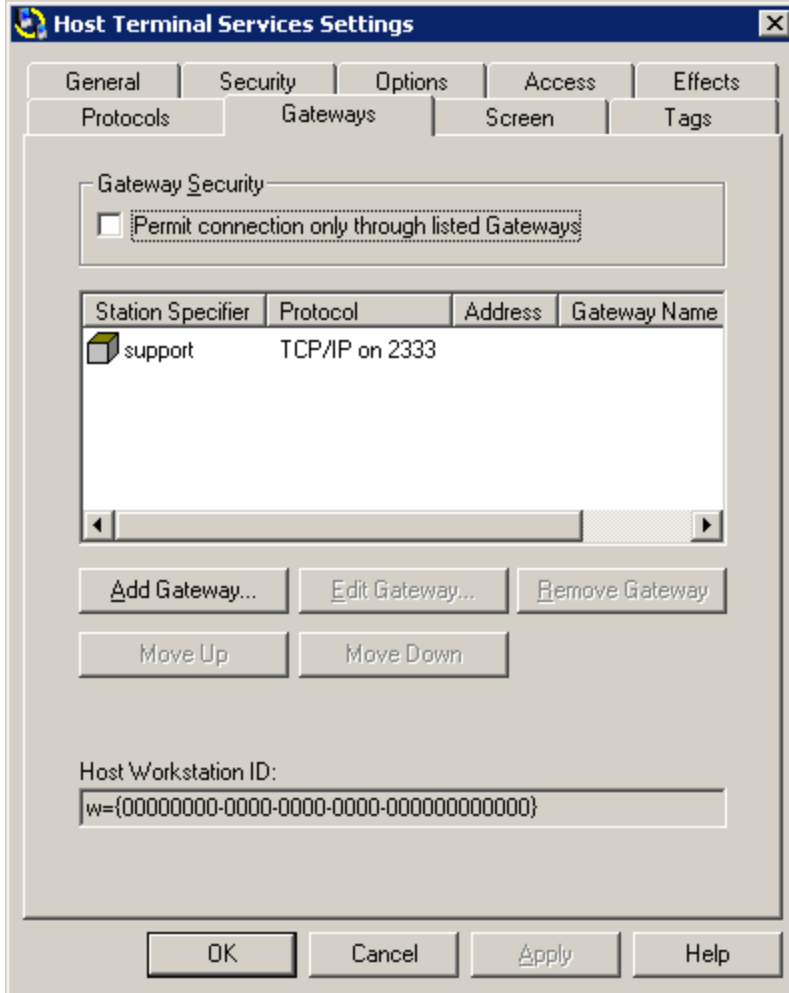 Host Terminal Services Settings
General Security Options Access Effects
Protocols Gateways Screen Tags
Gateway Security
Permit connection only through listed Gateways
Station Specifier Protocol Address Gateway Name
support TCP/IP on 2333
Add Gateway... Edit Gateway... Remove Gateway
Move Up Move Down
Host Workstation ID:
w={00000000-0000-0000-0000-000000000000}
OK Cancel Apply Help